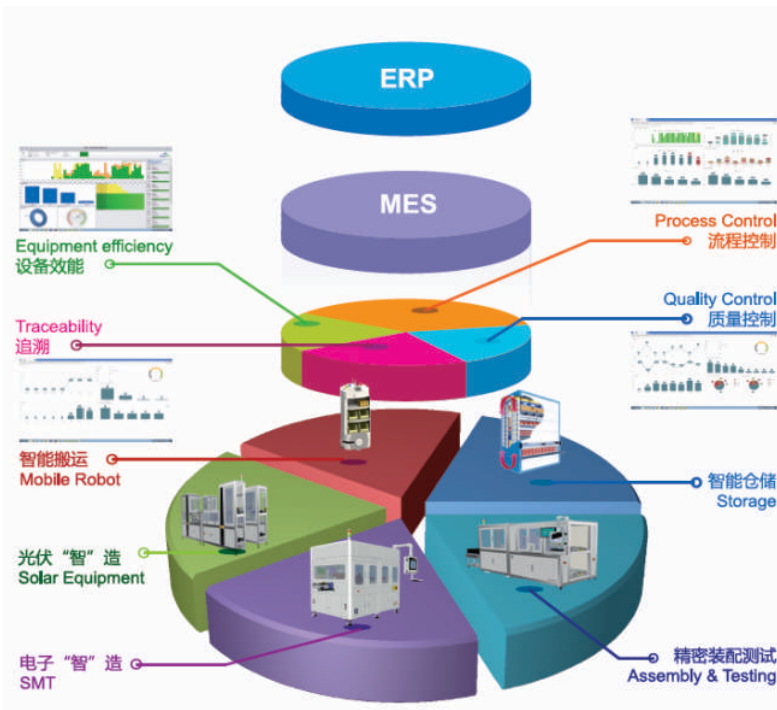 ERP
MES
Equipment efficiency
设备效能
Process Control
流程控制
Traceability
追溯
Quality Control
质量控制
智能搬运
Mobile Robot
智能仓储
Storage
光伏“智”造
Solar Equipment
电子“智”造
SMT
精密装配测试
Assembly & Testing